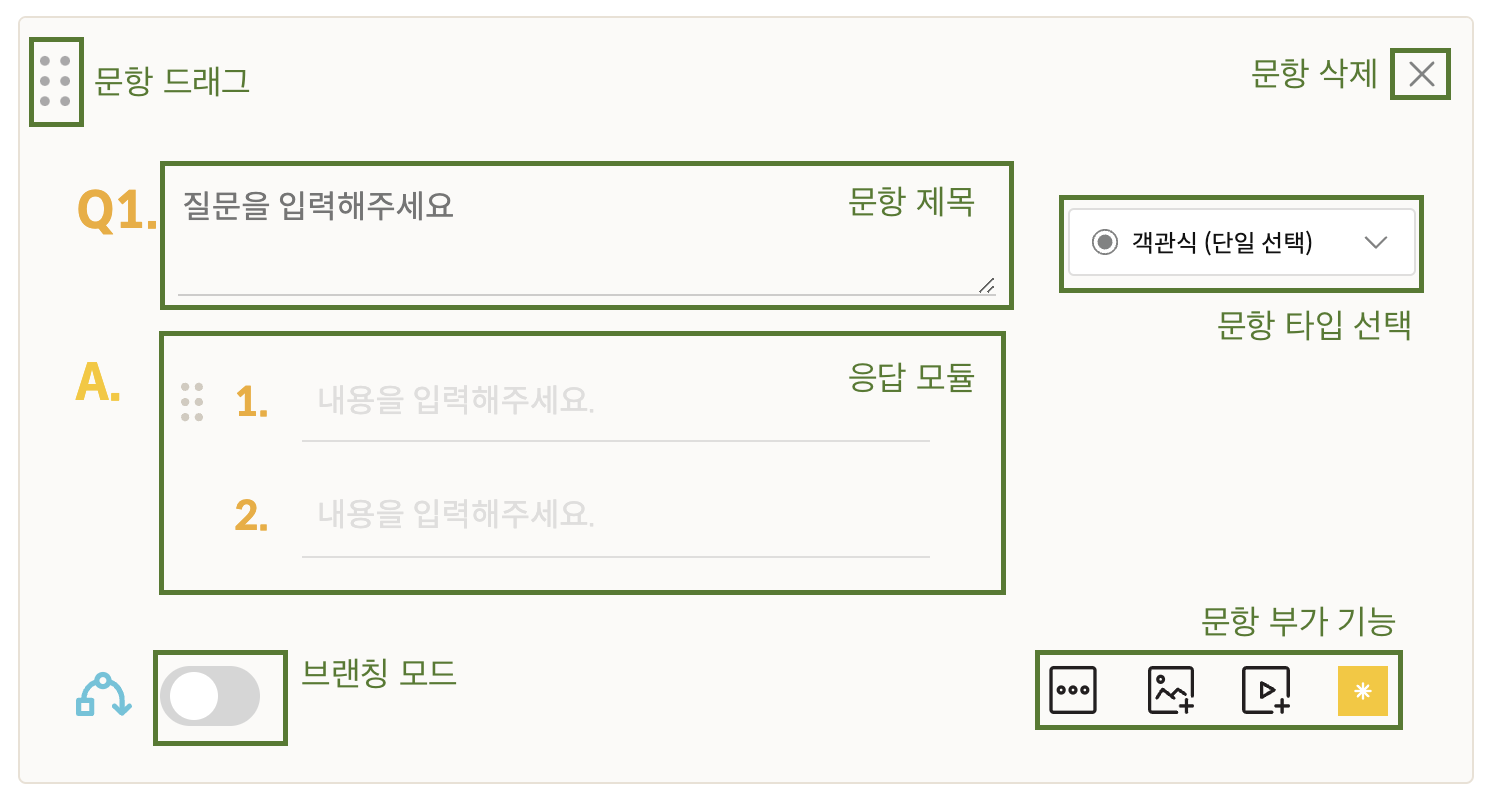 문항 드래그
문항 삭제
Q1.
질문을 입력해주세요
문항 제목
객관식 (단일 선택)
문항 타입 선택
A.
응답 모듈
1.
내용을 입력해주세요.
2.
내용을 입력해주세요.
문항 부가 기능
브랜칭 모드